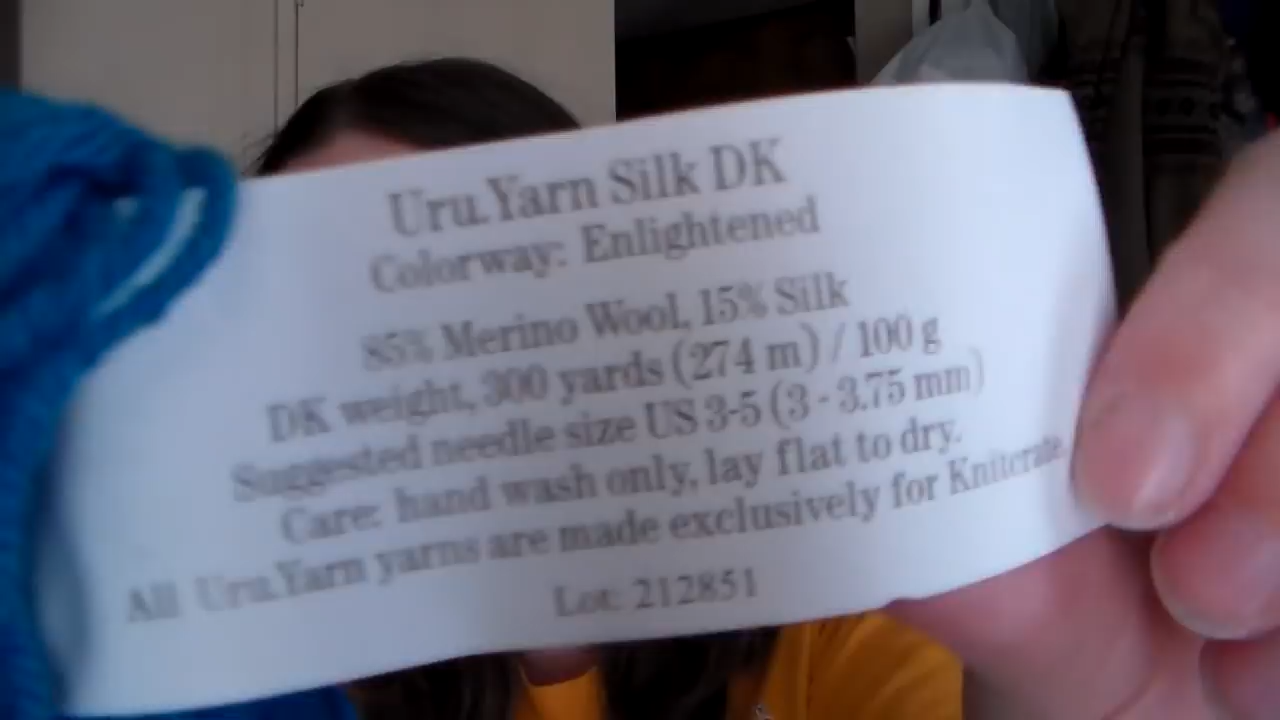 Uru.Yarn Silk DK
Colorway: Enlightened
85% Merino Wool, 15% Silk
DK weight, 300 yards (274 m) / 100 g
Suggested needle size US 3-5 (3 - 3.75 mm)
Care: hand wash only, lay flat to dry.
All Uru.Yarn yarns are made exclusively for Knitcrate.
Lot: 212851